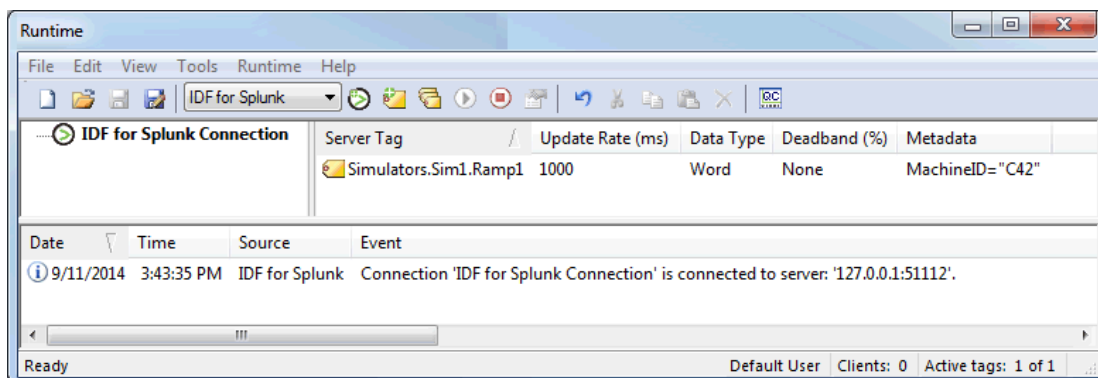 Runtime
File Edit View Tools Runtime Help
IDF for Splunk
QC
IDF for Splunk Connection
Server Tag Update Rate (ms) Data Type Deadband (%) Metadata
Simulators.Sim1.Ramp1 1000 Word None MachineID="C42"
Date Time Source Event
9/11/2014 3:43:35 PM IDF for Splunk Connection 'IDF for Splunk Connection' is connected to server: '127.0.0.1:51112'.
Ready Default User Clients: 0 Active tags: 1 of 1